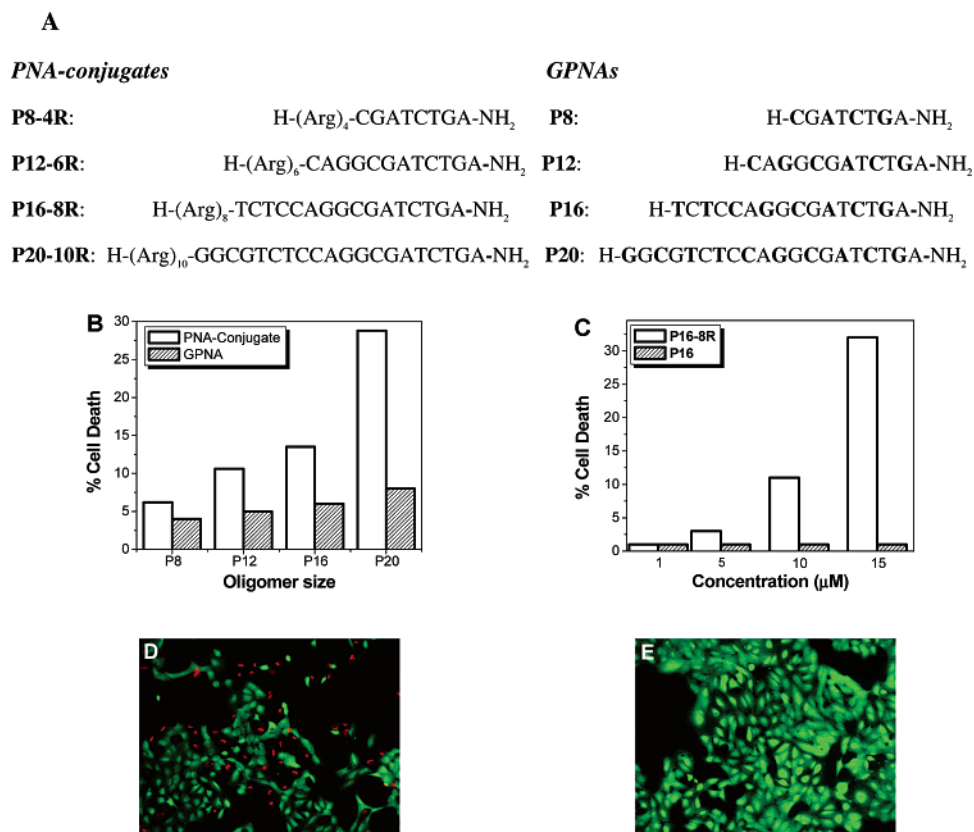 A
PNA-conjugates GPNAs
P8-4R: H-(Arg)4-CGATCTGA-NH2 P8: H-CGATCTGA-NH2
P12-6R: H-(Arg)6-CAGGCGATCTGA-NH2 P12: H-CAGGCGATCTGA-NH2
P16-8R: H-(Arg)8-TCTCCAGGCGATCTGA-NH2 P16: H-TCTCCAGGCGATCTGA-NH2
P20-10R: H-(Arg)10-GGCGTCTCCAGGCGATCTGA-NH2 P20: H-GGCGTCTCCAGGCGATCTGA-NH2
B
PNA-Conjugate
GPNA
% Cell Death
30
25
20
15
10
5
0
P8 P12 P16 P20
Oligomer size
C
P16-8R
P16
% Cell Death
30
25
20
15
10
5
0
1 5 10 15
Concentration (μM)
D
E